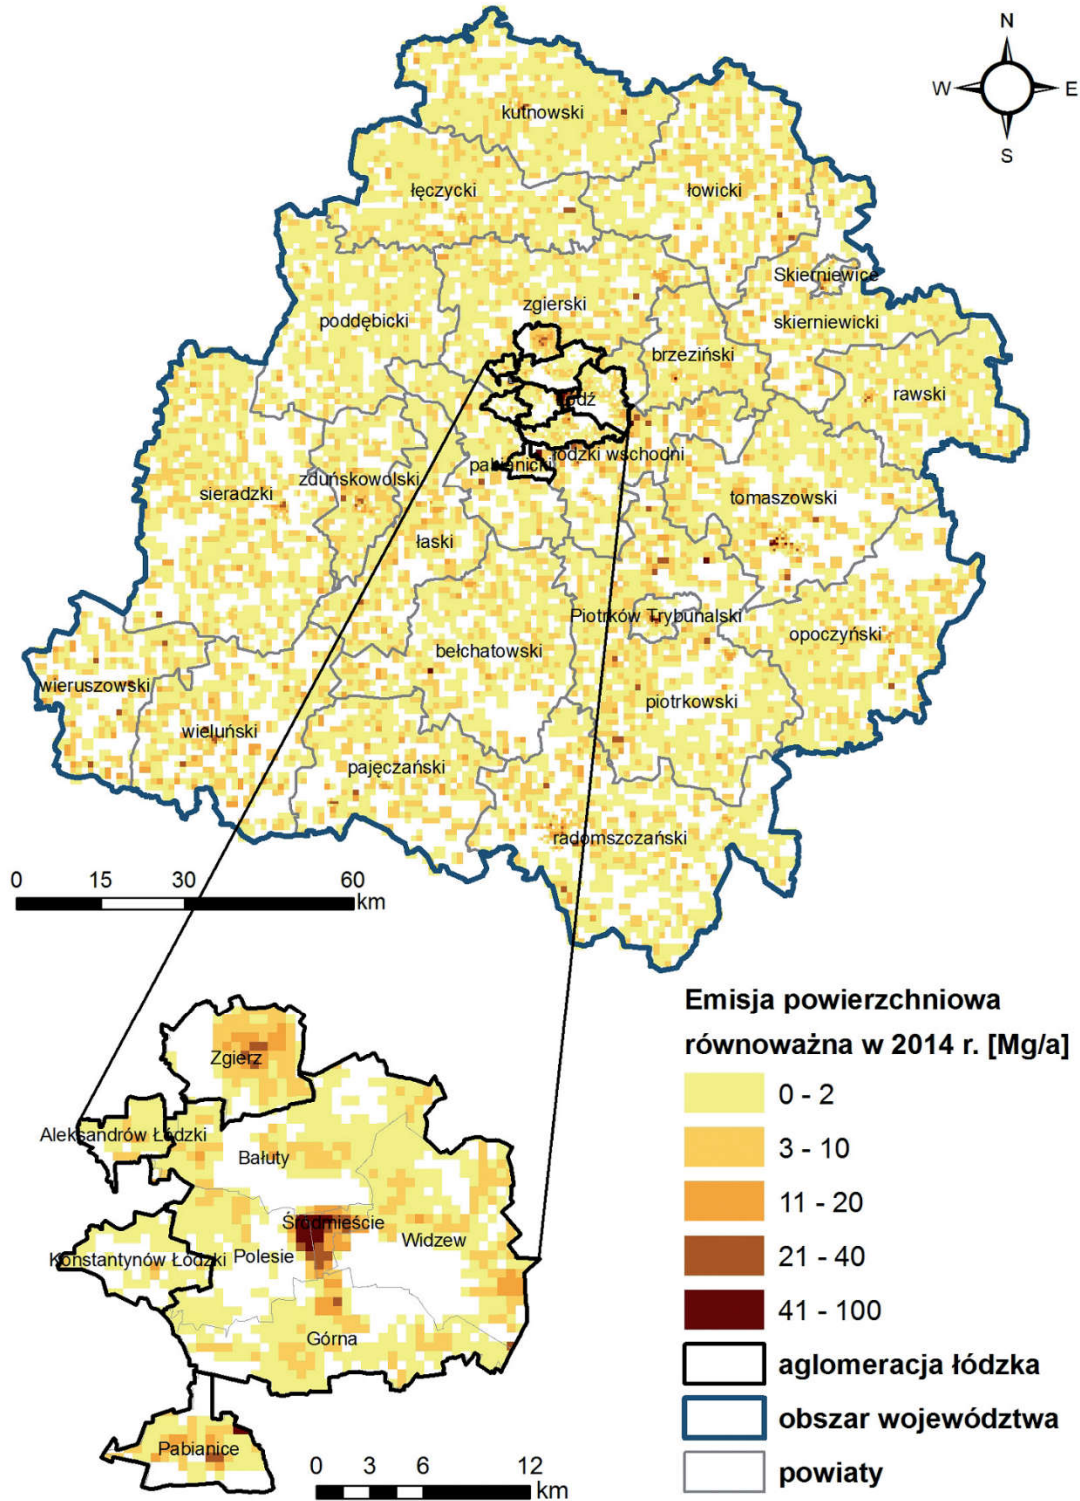 N
W E
S
kutnowski
łęczycki
łowicki
Skierniewice
zgierski
poddębicki
skierniewicki
brzeziński
rawski
Łódź
łódzki wschodni
pabianicki
zduńskowolski
sieradzki
tomaszowski
łaski
Piotrków Trybunalski
opoczyński
bełchatowski
wieruszowski
piotrkowski
wieluński
pajęczański
radomszczański
0 15 30 60
km
Emisja powierzchniowa
równoważna w 2014 r. [Mg/a]
0 - 2
3 - 10
11 - 20
21 - 40
41 - 100
aglomeracja łódzka
obszar województwa
powiaty
Zgierz
Aleksandrów Łódzki
Bałuty
Śródmieście
Widzew
Polesie
Konstantynów Łódzki
Górna
Pabianice
0 3 6 12
km